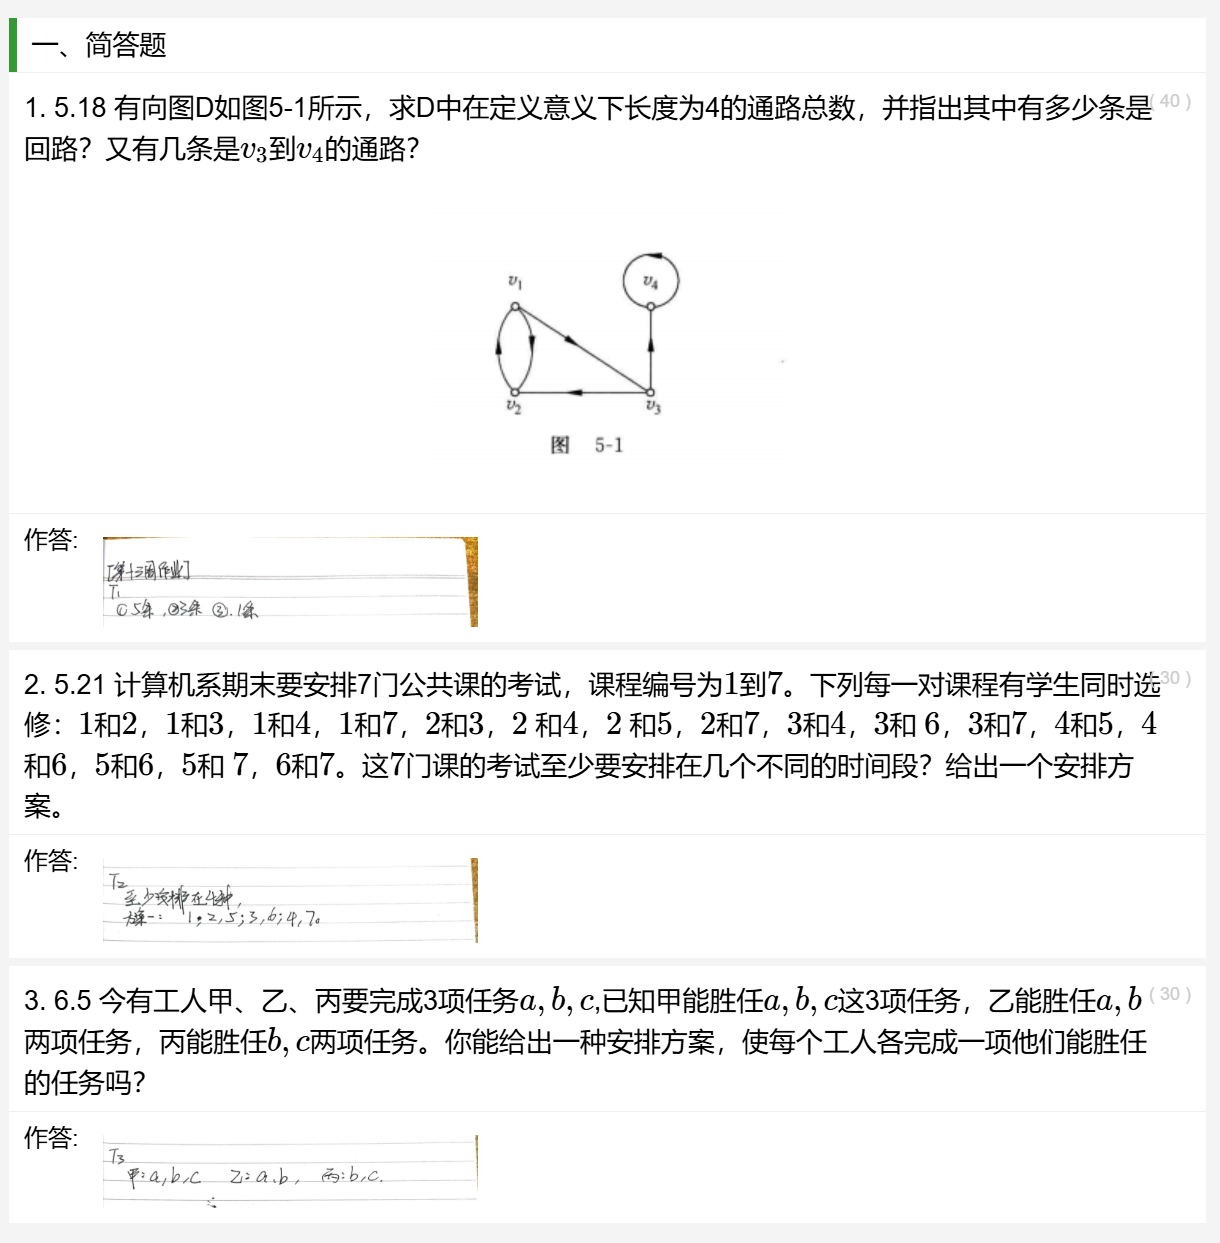 一、简答题
1. 5.18 有向图D如图5-1所示，求D中在定义意义下长度为4的通路总数，并指出其中有多少条是
(40)
回路？又有几条是v₃到v₄的通路？
v₁
v₄
v₂
v₃
图 5-1
作答:
[第十三周作业]
T₁
① 5条，②3条 ③.1条
2. 5.21 计算机系期末要安排7门公共课的考试，课程编号为1到7。下列每一对课程有学生同时选
(30)
修：1和2，1和3，1和4，1和7，2和3，2 和4，2 和5，2和7，3和4，3和 6，3和7，4和5，4
和6，5和6，5和 7，6和7。这7门课的考试至少要安排在几个不同的时间段？给出一个安排方
案。
作答:
T₂
至少安排在4种，
方案一： 1；2,5；3,6；4,7。
3. 6.5 今有工人甲、乙、丙要完成3项任务a, b, c,已知甲能胜任a, b, c这3项任务，乙能胜任a, b
(30)
两项任务，丙能胜任b, c两项任务。你能给出一种安排方案，使每个工人各完成一项他们能胜任
的任务吗？
作答:
T₃
甲：a, b, c 乙：a、b， 丙：b, c.